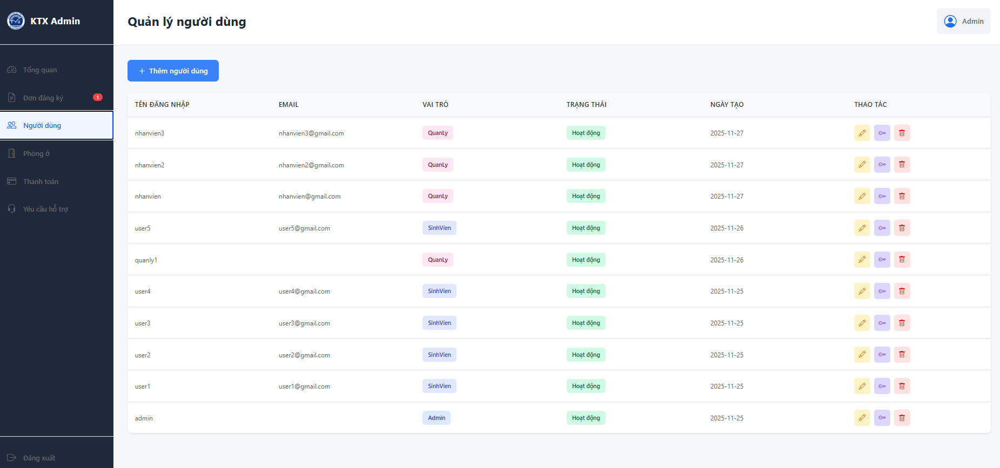 KTX Admin
Quản lý người dùng
Admin
Tổng quan
Đơn đăng ký 1
Người dùng
Phòng ở
Thanh toán
Yêu cầu hỗ trợ
Đăng xuất
Thêm người dùng
TÊN ĐĂNG NHẬP EMAIL VAI TRÒ TRẠNG THÁI NGÀY TẠO THAO TÁC
nhanvien3 nhanvien3@gmail.com QuanLy Hoạt động 2025-11-27
nhanvien2 nhanvien2@gmail.com QuanLy Hoạt động 2025-11-27
nhanvien nhanvien@gmail.com QuanLy Hoạt động 2025-11-27
user5 user5@gmail.com SinhVien Hoạt động 2025-11-26
quanly1 QuanLy Hoạt động 2025-11-26
user4 user4@gmail.com SinhVien Hoạt động 2025-11-25
user3 user3@gmail.com SinhVien Hoạt động 2025-11-25
user2 user2@gmail.com SinhVien Hoạt động 2025-11-25
user1 user1@gmail.com SinhVien Hoạt động 2025-11-25
admin Admin Hoạt động 2025-11-25